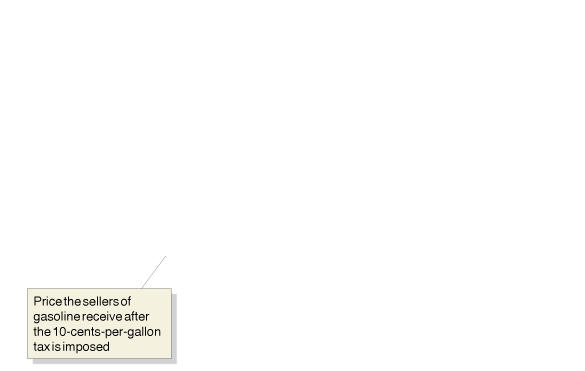 Price the sellers of
gasoline receive after
the 10-cents-per-gallon
tax is imposed